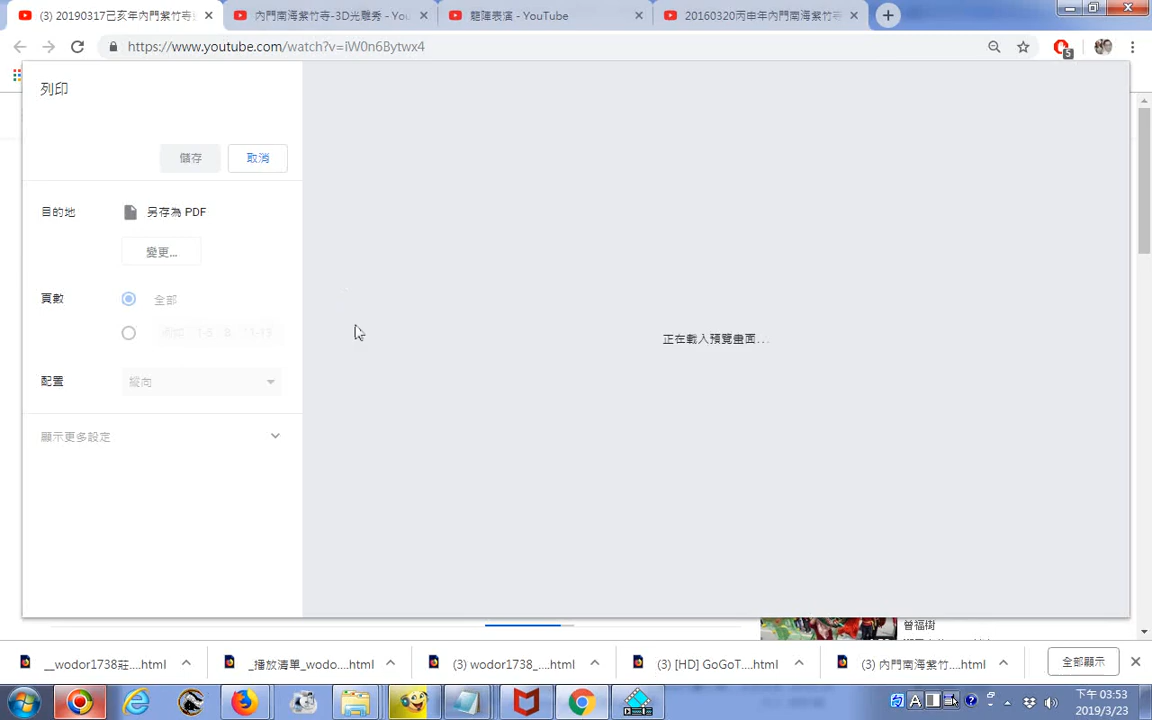 (3) 20190317己亥年內門紫竹寺
內門南海紫竹寺-3D光雕秀 - You
龍陣表演 - YouTube
20160320丙申年內門南海紫竹寺
https://www.youtube.com/watch?v=iW0n6Bytwx4
5
列印
儲存
取消
目的地
另存為 PDF
變更...
頁數
全部
配置
縱向
顯示更多設定
正在載入預覽畫面...
曾福樹
__wodor1738莊....html
_播放清單_wodo....html
(3) wodor1738_....html
(3) [HD] GoGoT....html
(3) 內門南海紫竹....html
全部顯示
下午 03:53
2019/3/23